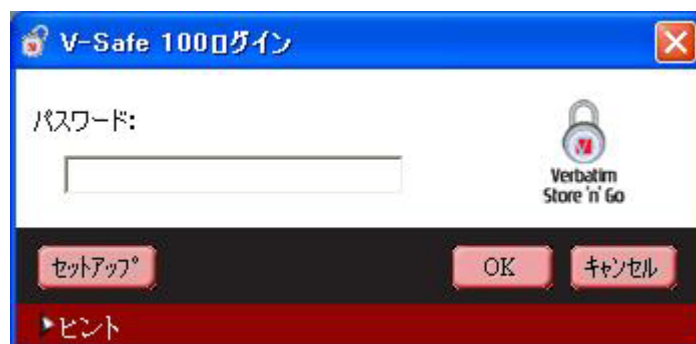 V-Safe 100ログイン
パスワード:
Verbatim
Store 'n' Go
セットアップ
OK
キャンセル
ヒント